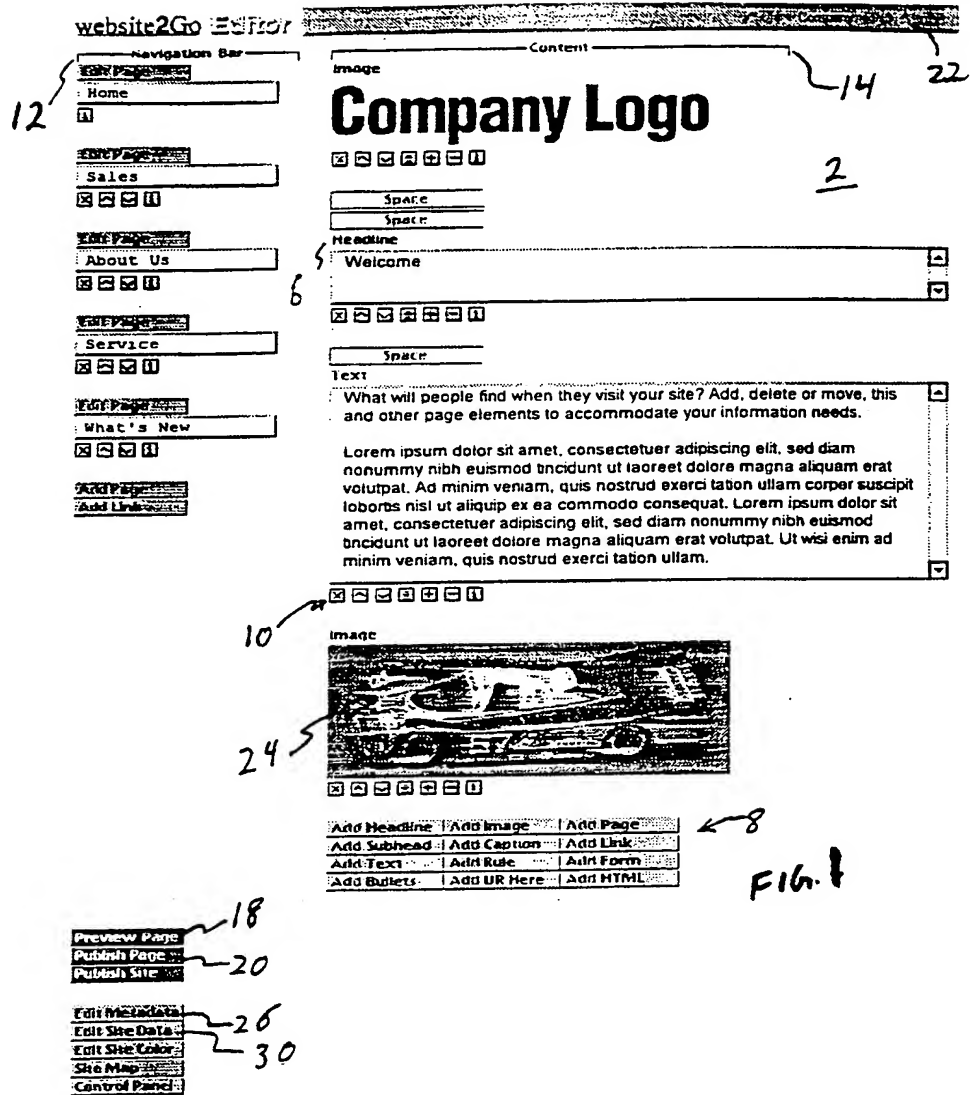 website2Go Editor
22
Navigation Bar
Content
12
14
Edit Page
Home
Image
Company Logo
2
Edit Page
Sales
Space
Space
Edit Page
About Us
Headline
6
Welcome
Edit Page
Service
Space
Text
What will people find when they visit your site? Add, delete or move, this
and other page elements to accommodate your information needs.
Lorem ipsum dolor sit amet, consectetuer adipiscing elit, sed diam
nonummy nibh euismod tincidunt ut laoreet dolore magna aliquam erat
volutpat. Ad minim veniam, quis nostrud exerci tation ullam corper suscipit
lobortis nisl ut aliquip ex ea commodo consequat. Lorem ipsum dolor sit
amet, consectetuer adipiscing elit, sed diam nonummy nibh euismod
tincidunt ut laoreet dolore magna aliquam erat volutpat. Ut wisi enim ad
minim veniam, quis nostrud exerci tation ullam.
Edit Page
What's New
Add Page
Add Link
10
Image
24
Add Headline Add Image Add Page
Add Subhead Add Caption Add Link
Add Text Add Rule Add Form
Add Bullets Add UR Here Add HTML
8
FIG. 1
Preview Page
18
Publish Page
20
Publish Site
Edit Metadata
26
Edit Site Data
30
Edit Site Color
Site Map
Control Panel